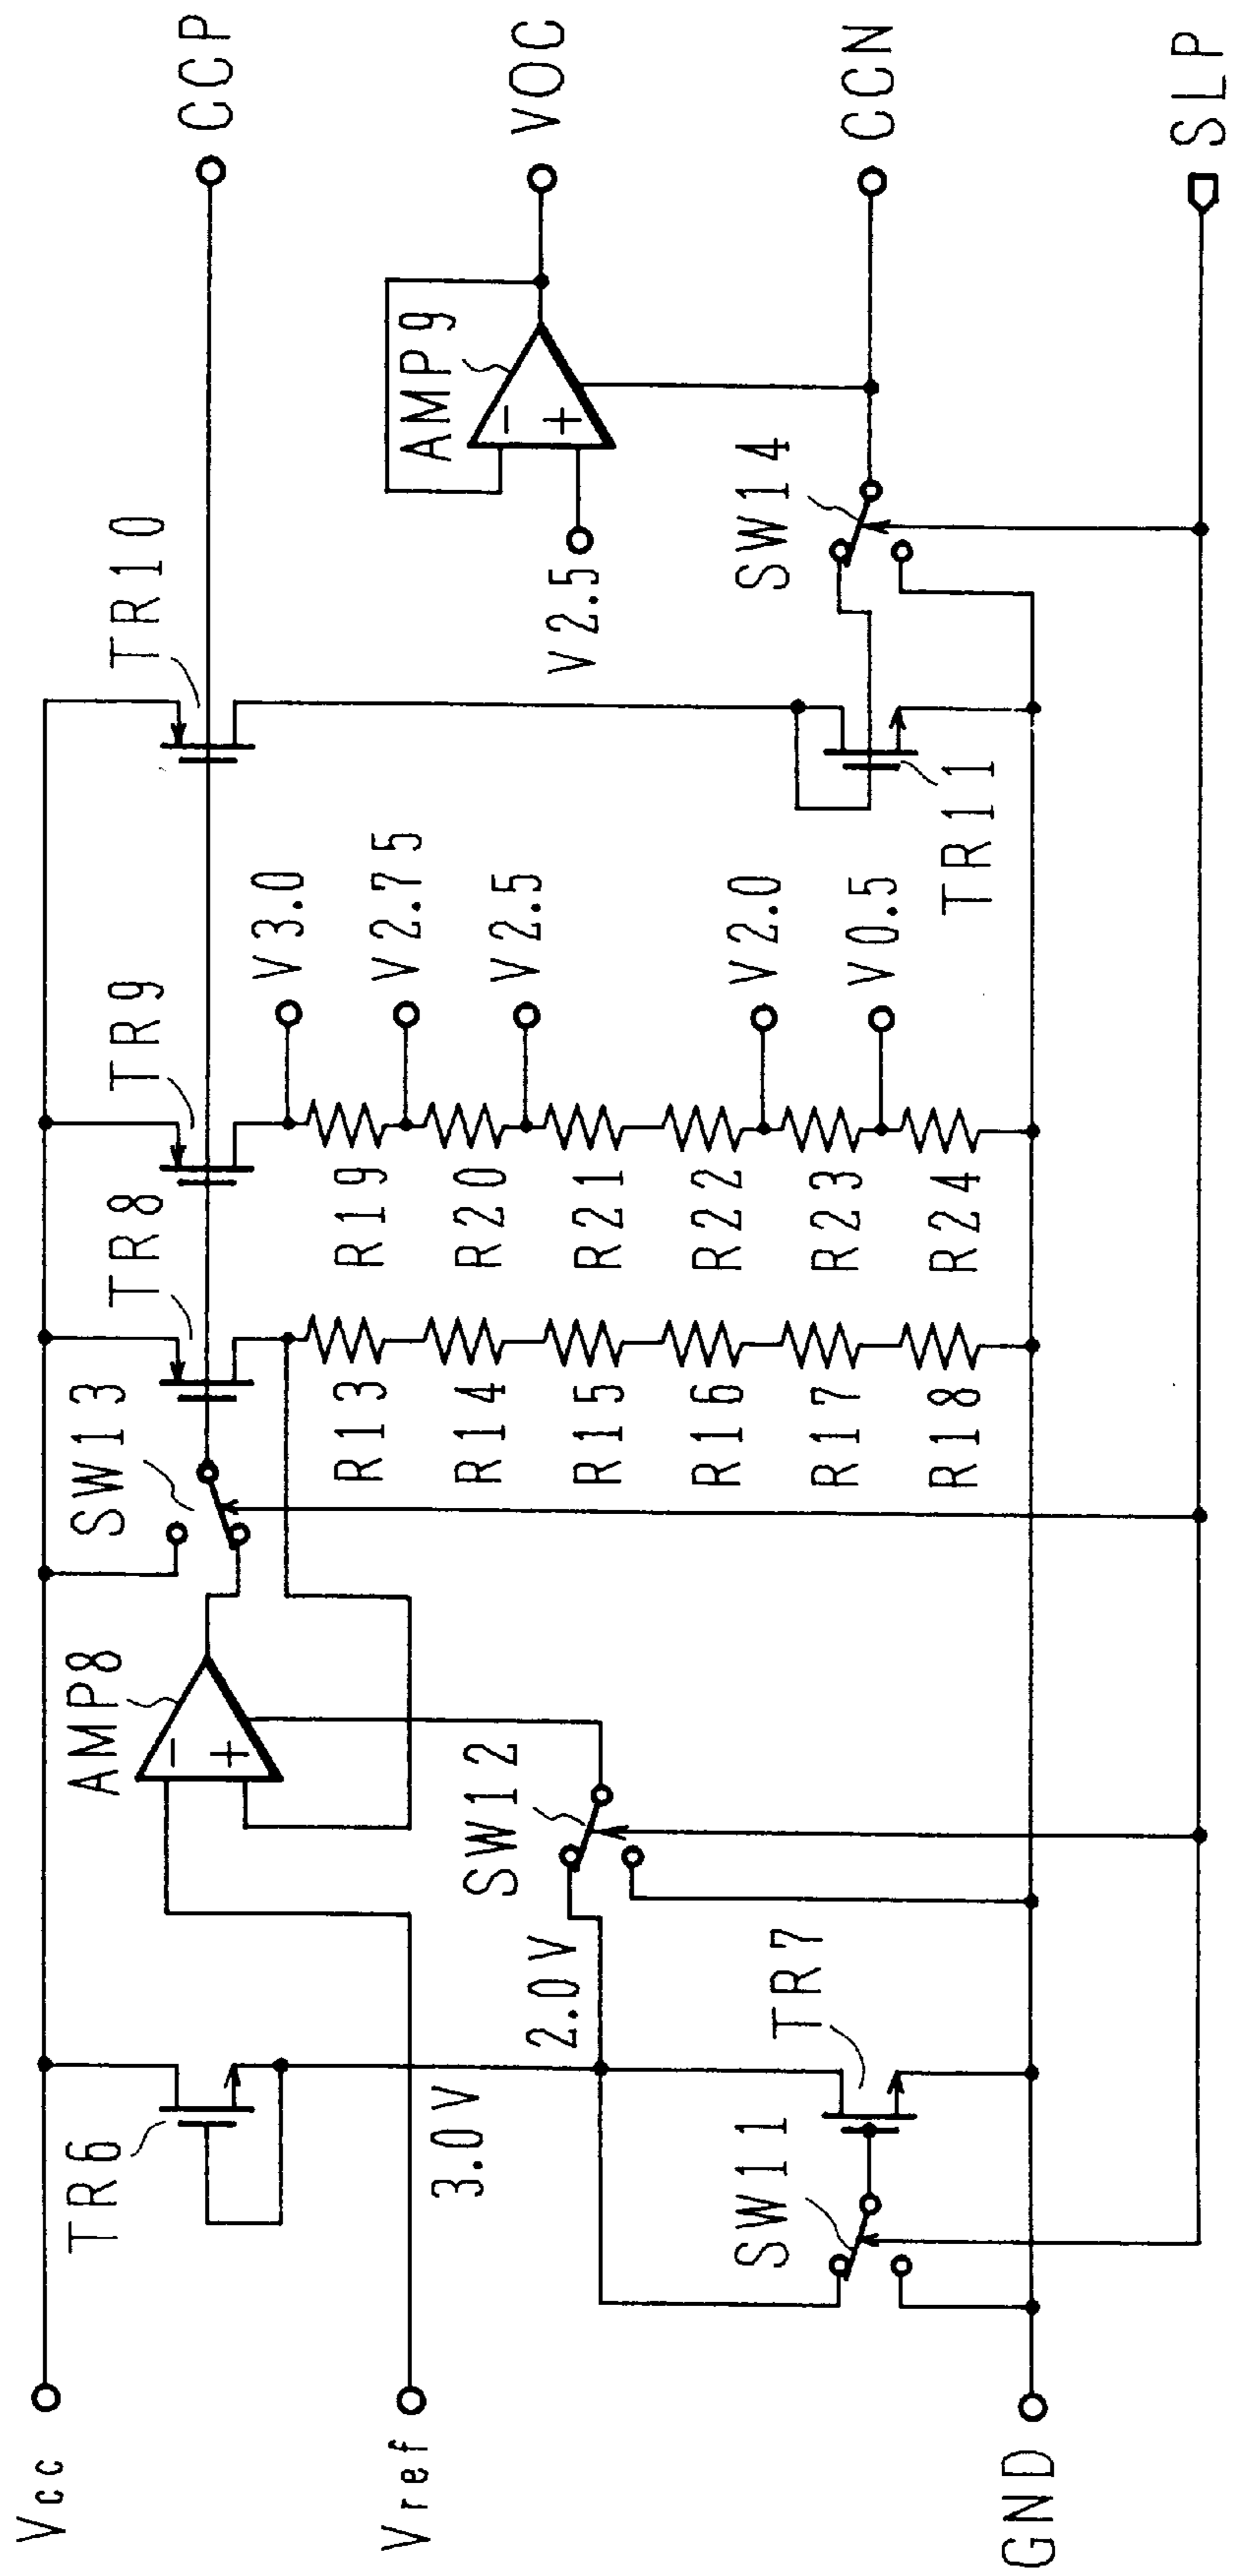 Vcc
Vref
GND
TR6
3.0V
2.0V
SW11
TR7
SW12
AMP8
−
+
SW13
TR8
TR9
TR10
R13
R14
R15
R16
R17
R18
R19
R20
R21
R22
R23
R24
V3.0
V2.75
V2.5
V2.0
V0.5
TR11
SW14
V2.5
AMP9
−
+
CCP
VOC
CCN
SLP